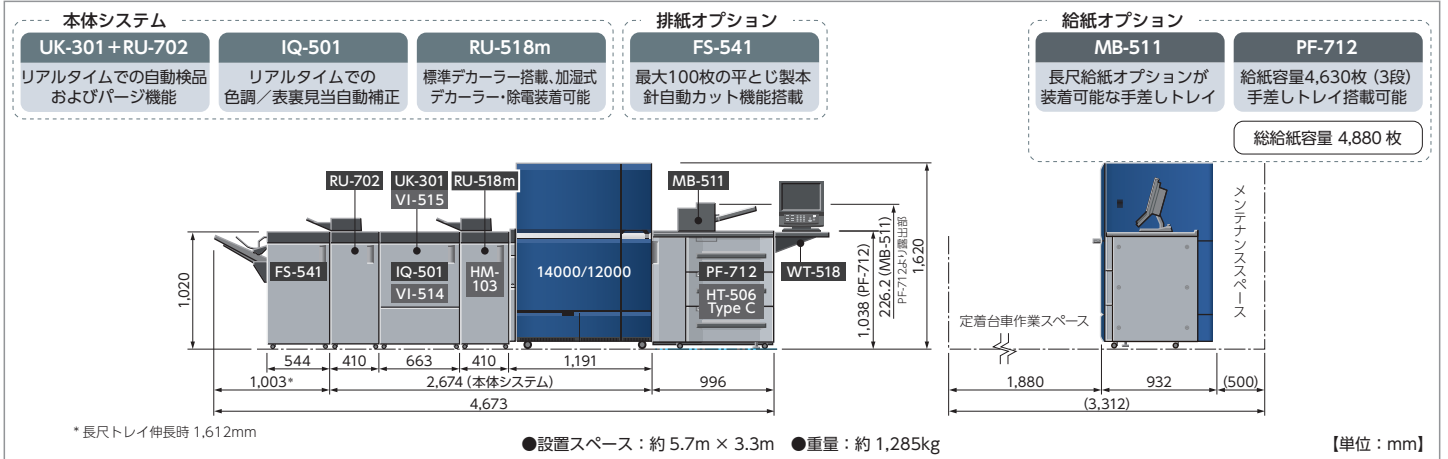 本体システム
UK-301＋RU-702
リアルタイムでの自動検品
およびパージ機能
IQ-501
リアルタイムでの
色調／表裏見当自動補正
RU-518m
標準デカーラー搭載、加湿式
デカーラー・除電装着可能
排紙オプション
FS-541
最大100枚の平とじ製本
針自動カット機能搭載
給紙オプション
MB-511
長尺給紙オプションが
装着可能な手差しトレイ
PF-712
給紙容量4,630枚（3段）
手差しトレイ搭載可能
総給紙容量 4,880 枚
RU-702
UK-301
VI-515
RU-518m
MB-511
FS-541
IQ-501
VI-514
HM-
103
14000/12000
PF-712
HT-506
Type C
WT-518
1,020
1,038 (PF-712)
226.2 (MB-511)
PF-712より露出部
1,620
544
410
663
410
1,191
1,003*
2,674（本体システム）
996
4,673
定着台車作業スペース
メンテナンススペース
1,880
932
(500)
(3,312)
* 長尺トレイ伸長時 1,612mm
●設置スペース：約 5.7m × 3.3m ●重量：約 1,285kg
【単位：mm】